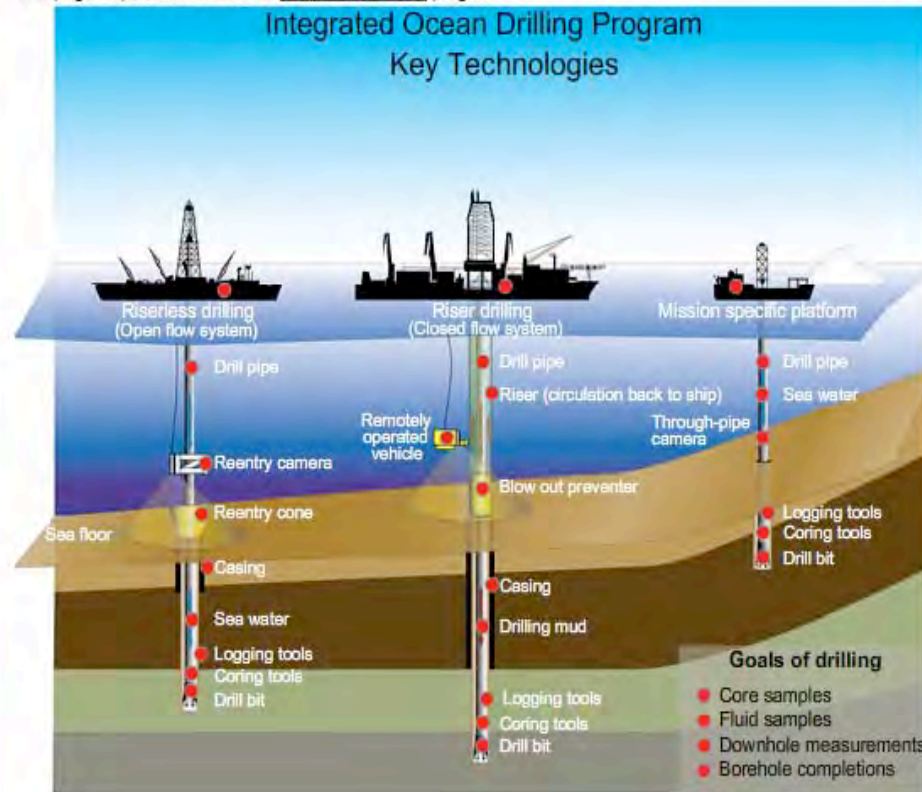 Integrated Ocean Drilling Program
Key Technologies
Riserless drilling
(Open flow system)
Drill pipe
Reentry camera
Reentry cone
Sea floor
Casing
Sea water
Logging tools
Coring tools
Drill bit
Riser drilling
(Closed flow system)
Drill pipe
Riser (circulation back to ship)
Remotely
operated
vehicle
Blow out preventer
Casing
Drilling mud
Logging tools
Coring tools
Drill bit
Mission specific platform
Drill pipe
Sea water
Through-pipe
camera
Logging tools
Coring tools
Drill bit
Goals of drilling
Core samples
Fluid samples
Downhole measurements
Borehole completions